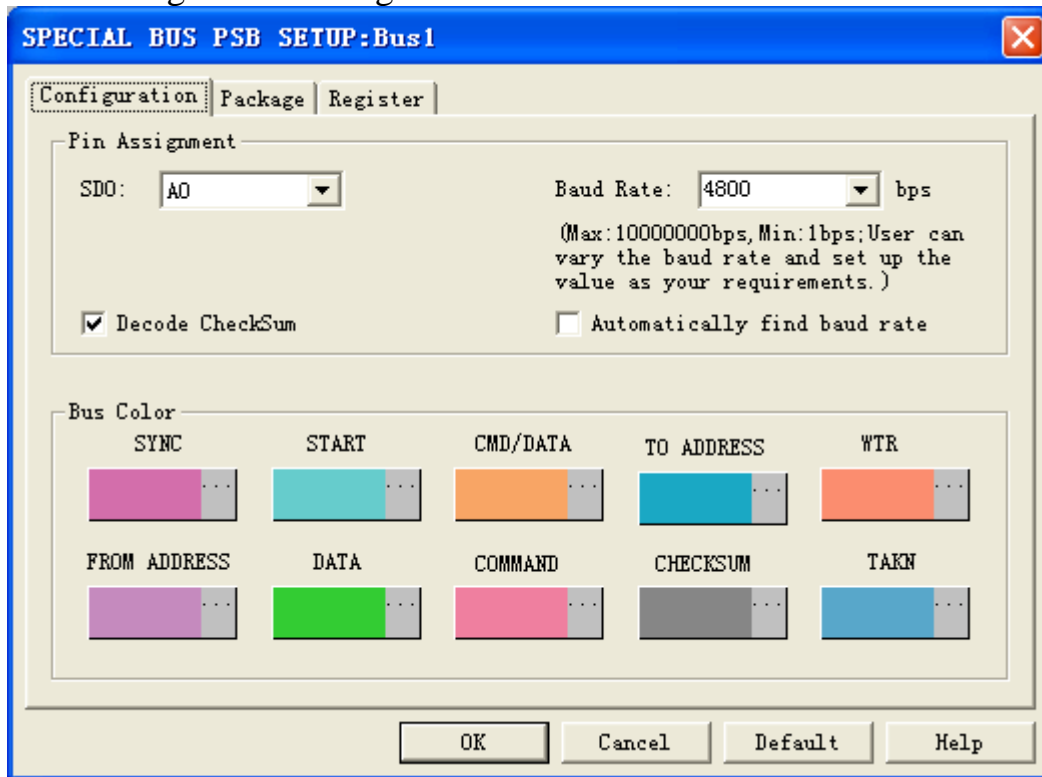 SPECIAL BUS PSB SETUP:Bus1
Configuration Package Register
Pin Assignment
SDO: A0 Baud Rate: 4800 bps
(Max:10000000bps,Min:1bps;User can
vary the baud rate and set up the
value as your requirements.)
Decode CheckSum Automatically find baud rate
Bus Color
SYNC START CMD/DATA TO ADDRESS WTR
... ... ... ... ...
FROM ADDRESS DATA COMMAND CHECKSUM TAKN
... ... ... ... ...
OK Cancel Default Help